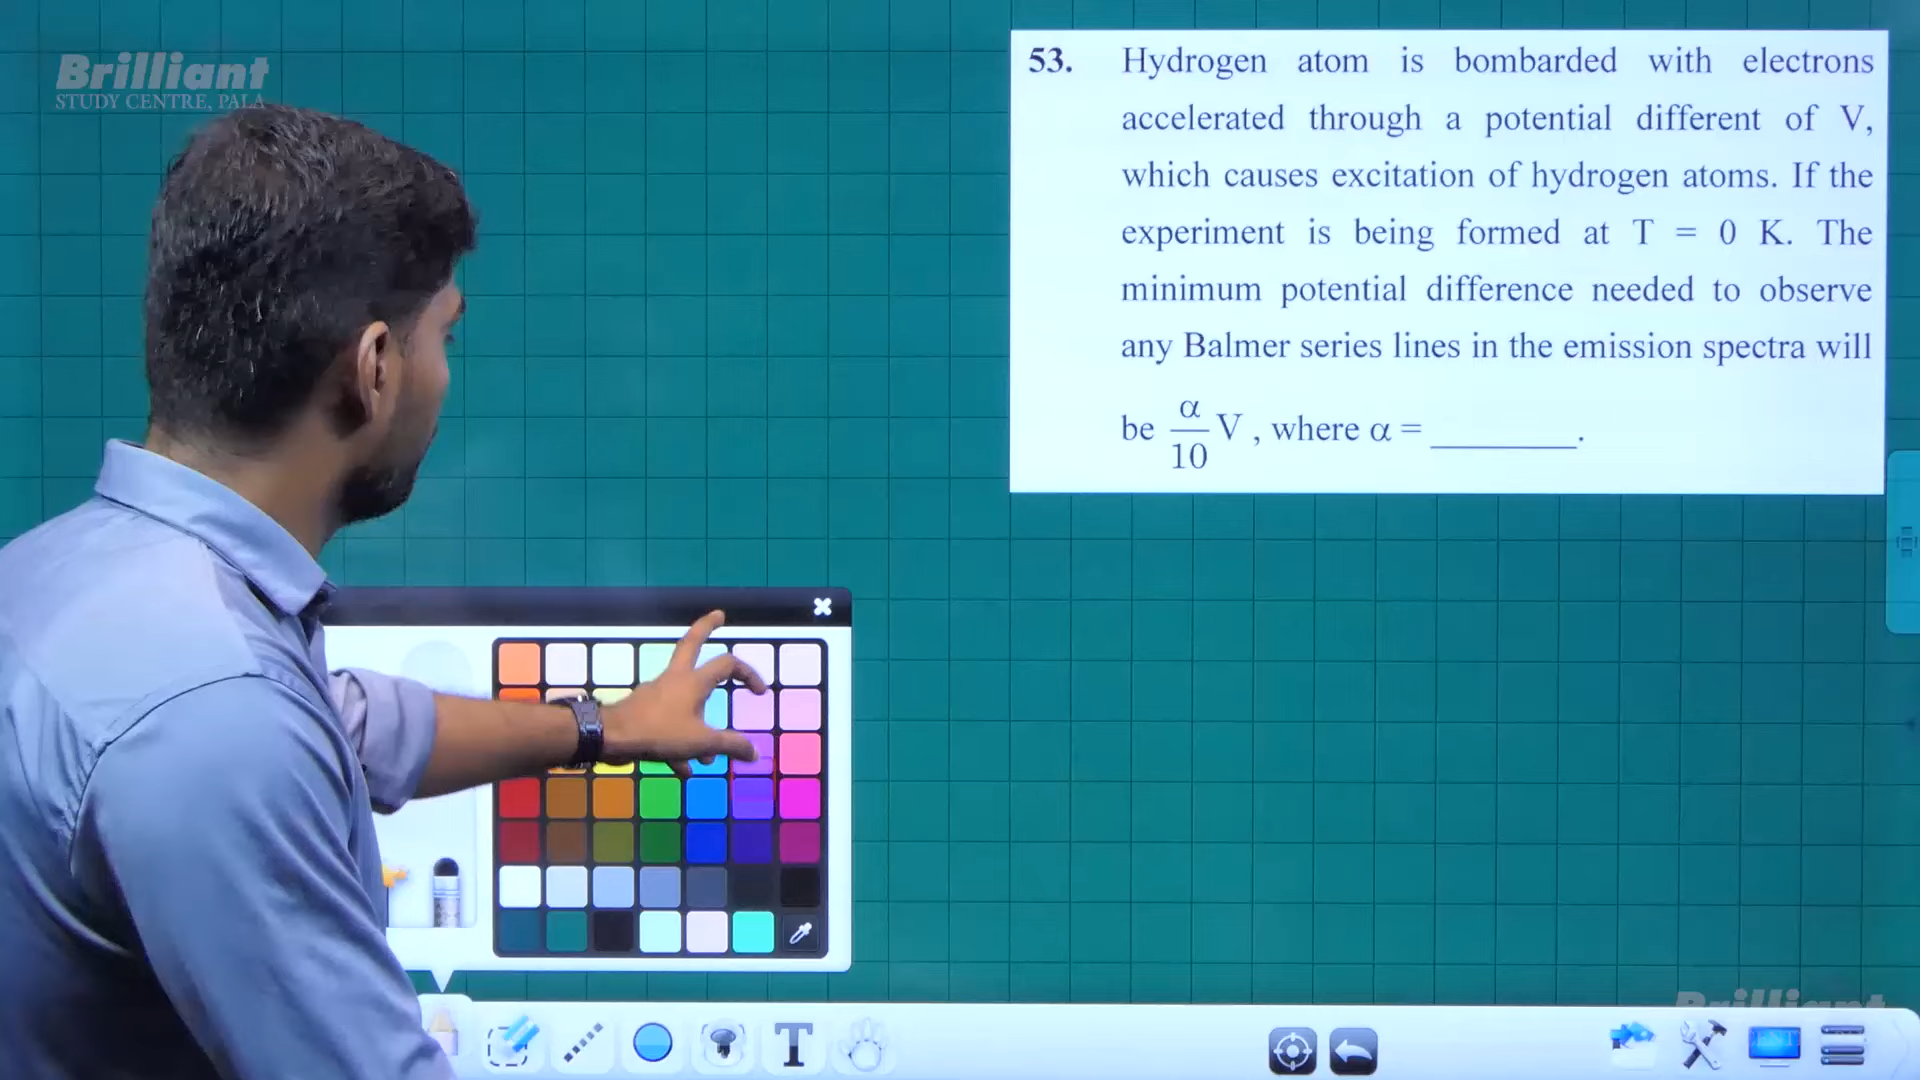 Brilliant
STUDY CENTRE, PALA
53. Hydrogen atom is bombarded with electrons
accelerated through a potential different of V,
which causes excitation of hydrogen atoms. If the
experiment is being formed at T = 0 K. The
minimum potential difference needed to observe
any Balmer series lines in the emission spectra will
be α/10 V , where α = ________.
Brilliant
T